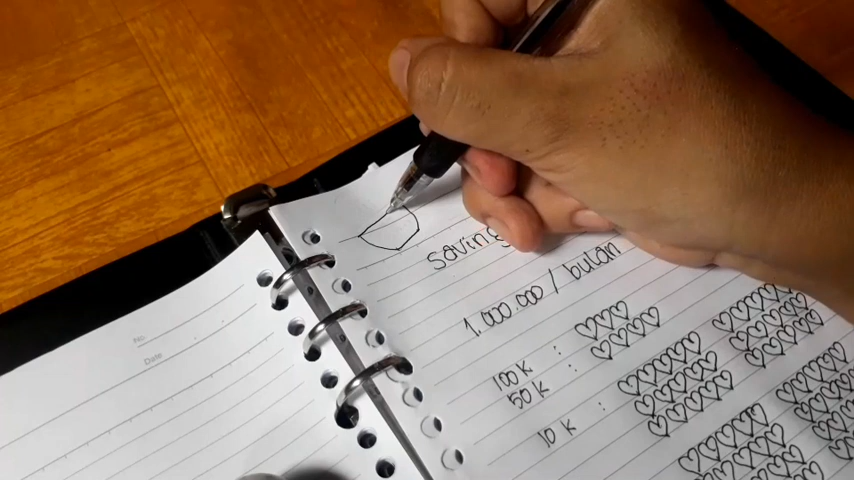 Saving
1.000.000 / bulan
100 K :
50 K :
10 K :
No.
Date